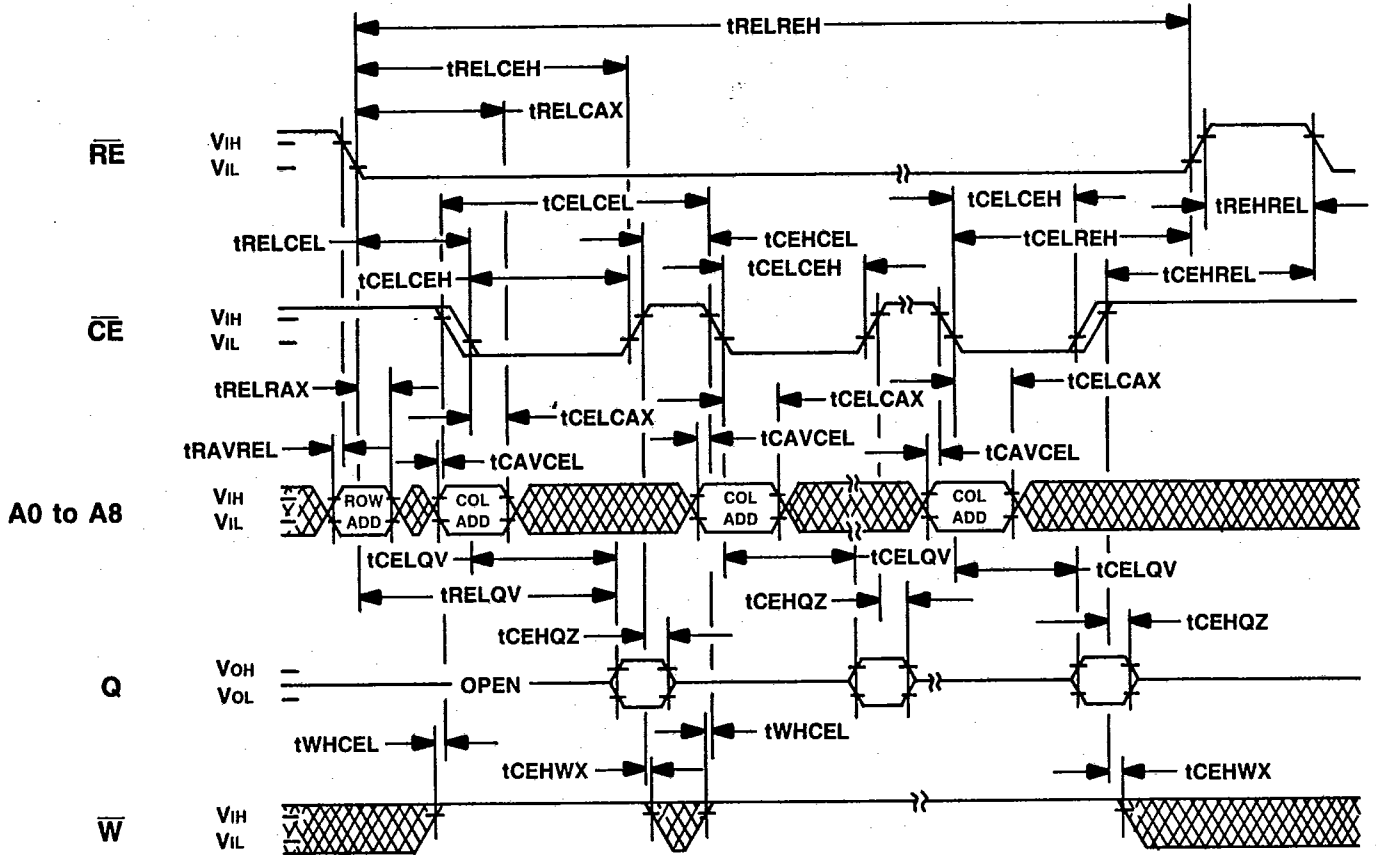 tRELREH
tRELCEH
tRELCAX
RE
VIH
VIL
tCELCEL
tCELCEH
tREHREL
tRELCEL
tCEHCEL
tCELREH
tCELCEH
tCELCEH
tCEHREL
CE
VIH
VIL
tRELRAX
tCELCAX
tCELCAX
tCELCAX
tRAVREL
tCAVCEL
tCAVCEL
tCAVCEL
A0 to A8
VIH
VIL
ROW
ADD
COL
ADD
COL
ADD
COL
ADD
tCELQV
tCELQV
tCELQV
tRELQV
tCEHQZ
tCEHQZ
tCEHQZ
Q
VOH
VOL
OPEN
tWHCEL
tWHCEL
tCEHWX
tCEHWX
W
VIH
VIL